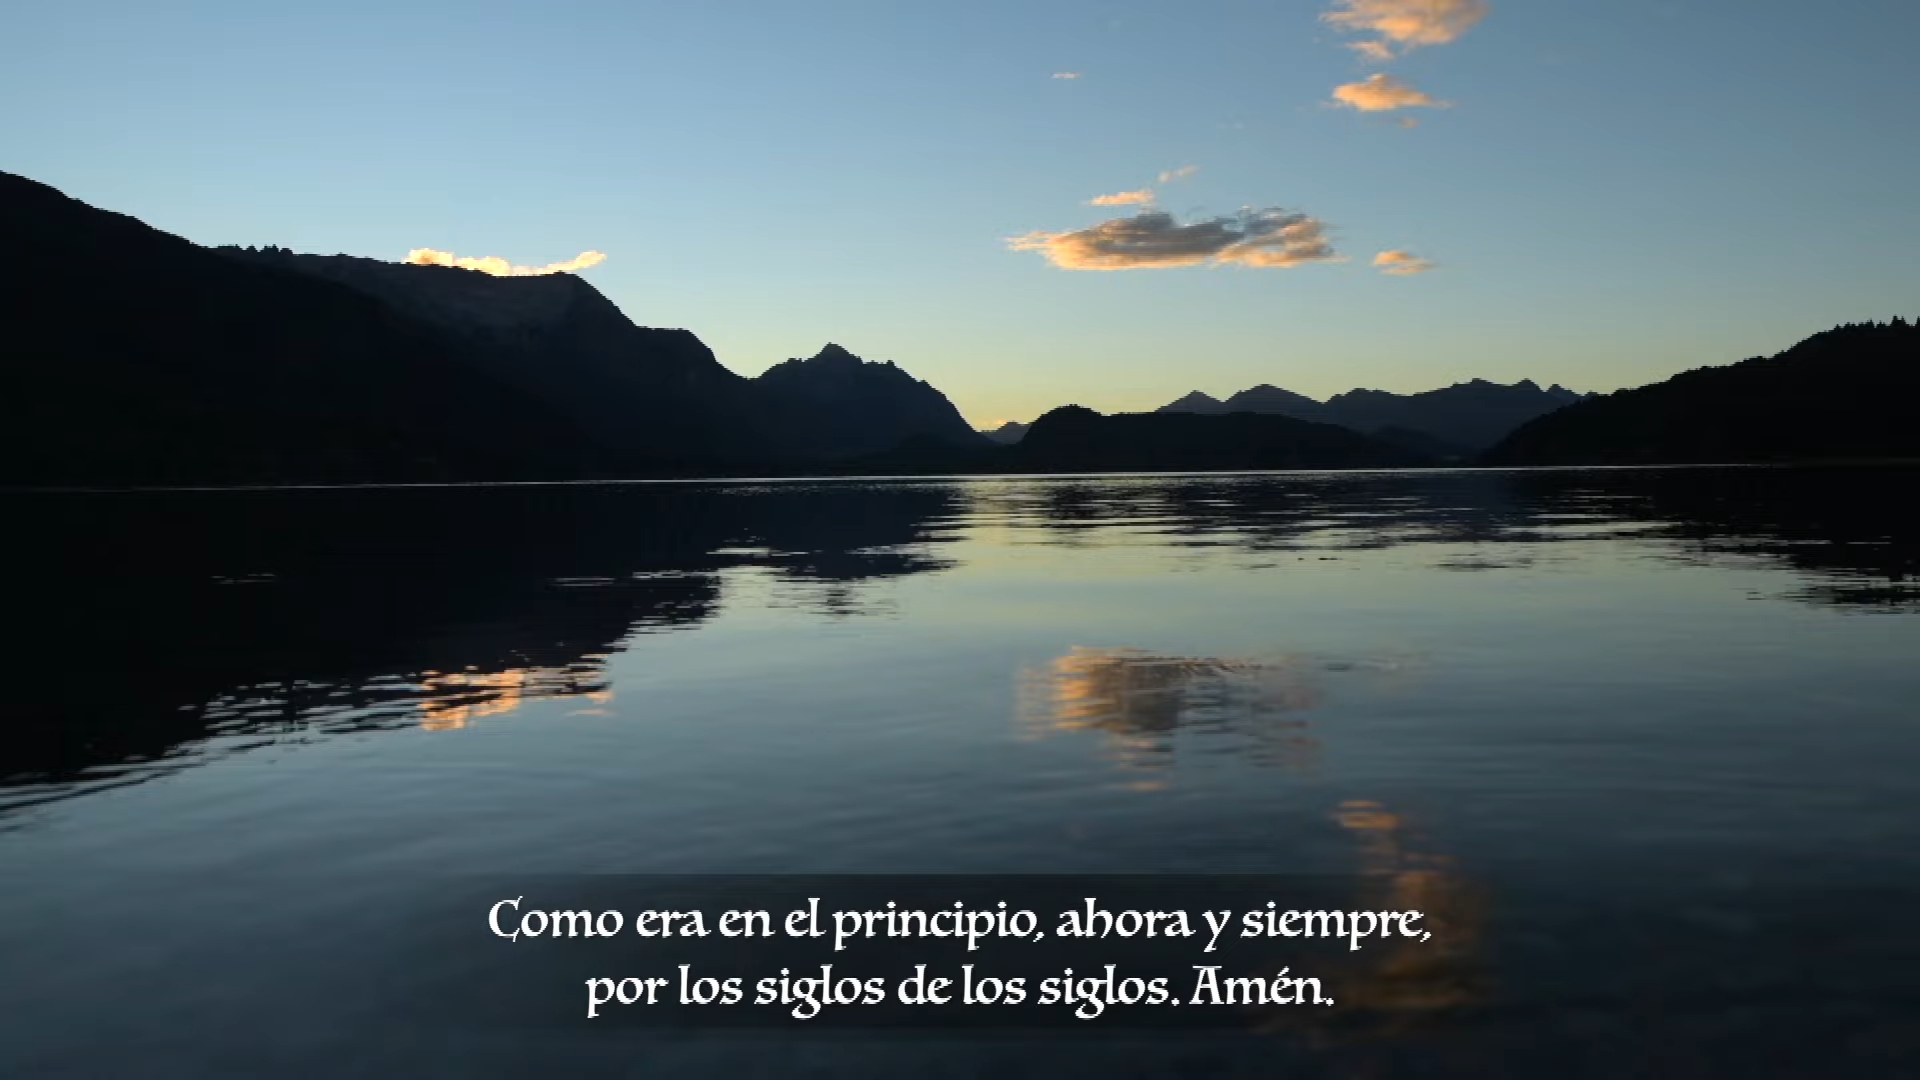 Como era en el principio, ahora y siempre,
por los siglos de los siglos. Amén.